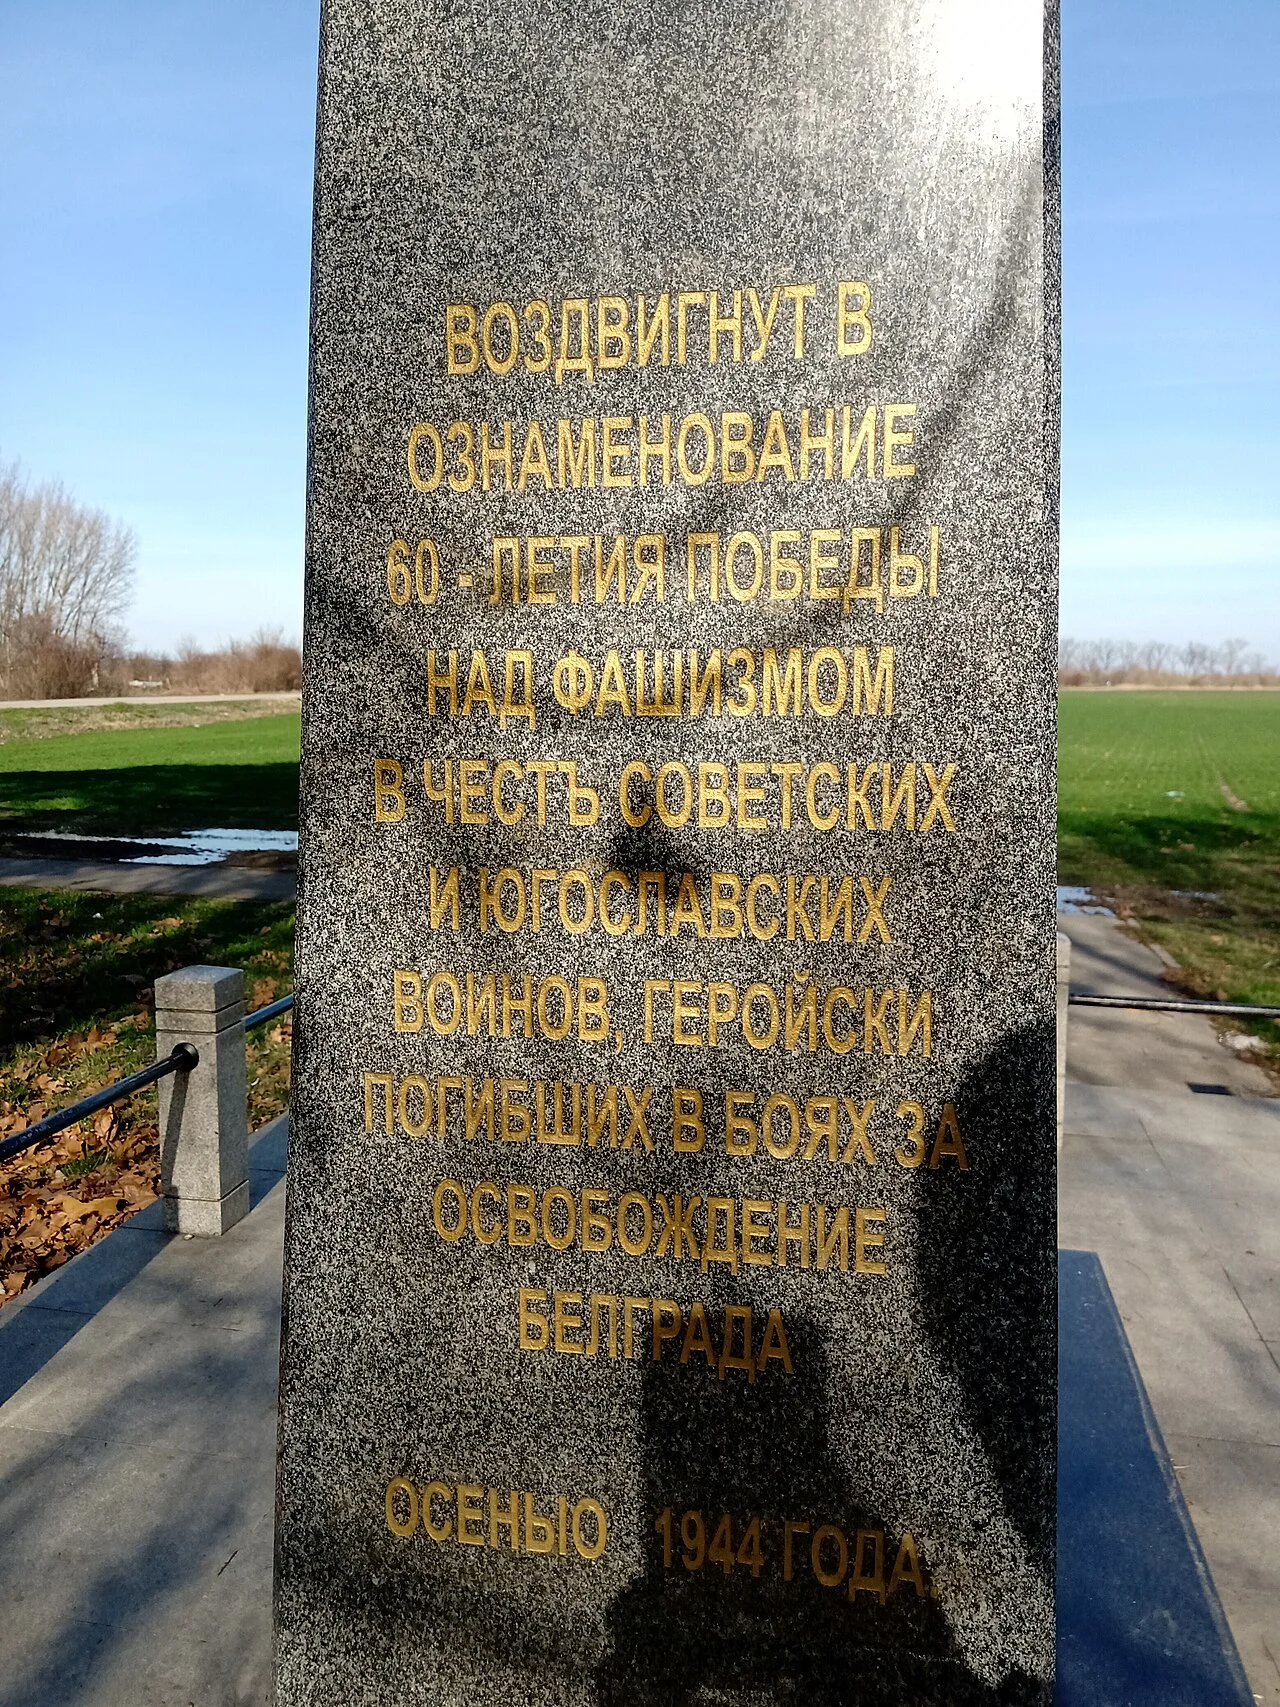 ВОЗДВИГНУТ В
ОЗНАМЕНОВАНИЕ
60 - ЛЕТИЯ ПОБЕДЫ
НАД ФАШИЗМОМ
В ЧЕСТЪ СОВЕТСКИХ
И ЮГОСЛАВСКИХ
ВОИНОВ, ГЕРОЙСКИ
ПОГИБШИХ В БОЯХ ЗА
ОСВОБОЖДЕНИЕ
БЕЛГРАДА
ОСЕНЬЮ 1944 ГОДА.